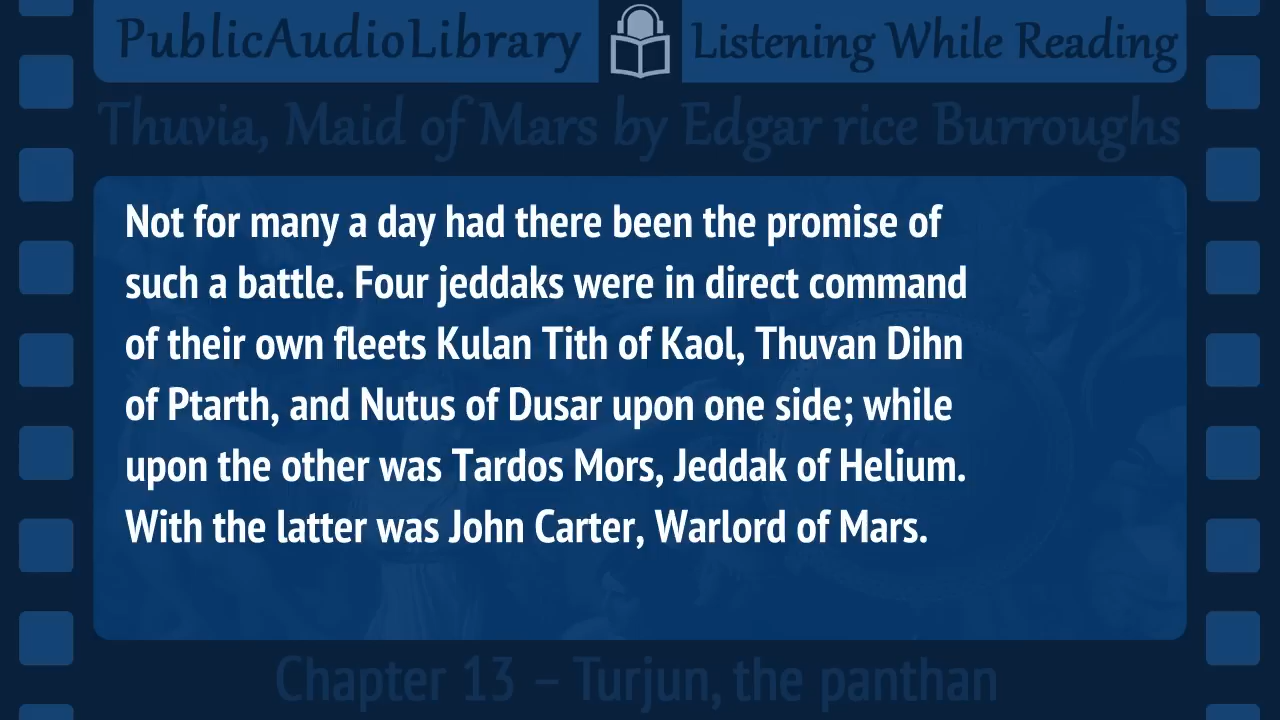 PublicAudioLibrary Listening While Reading
Thuvia, Maid of Mars by Edgar rice Burroughs
Not for many a day had there been the promise of
such a battle. Four jeddaks were in direct command
of their own fleets Kulan Tith of Kaol, Thuvan Dihn
of Ptarth, and Nutus of Dusar upon one side; while
upon the other was Tardos Mors, Jeddak of Helium.
With the latter was John Carter, Warlord of Mars.
Chapter 13 – Turjun, the panthan